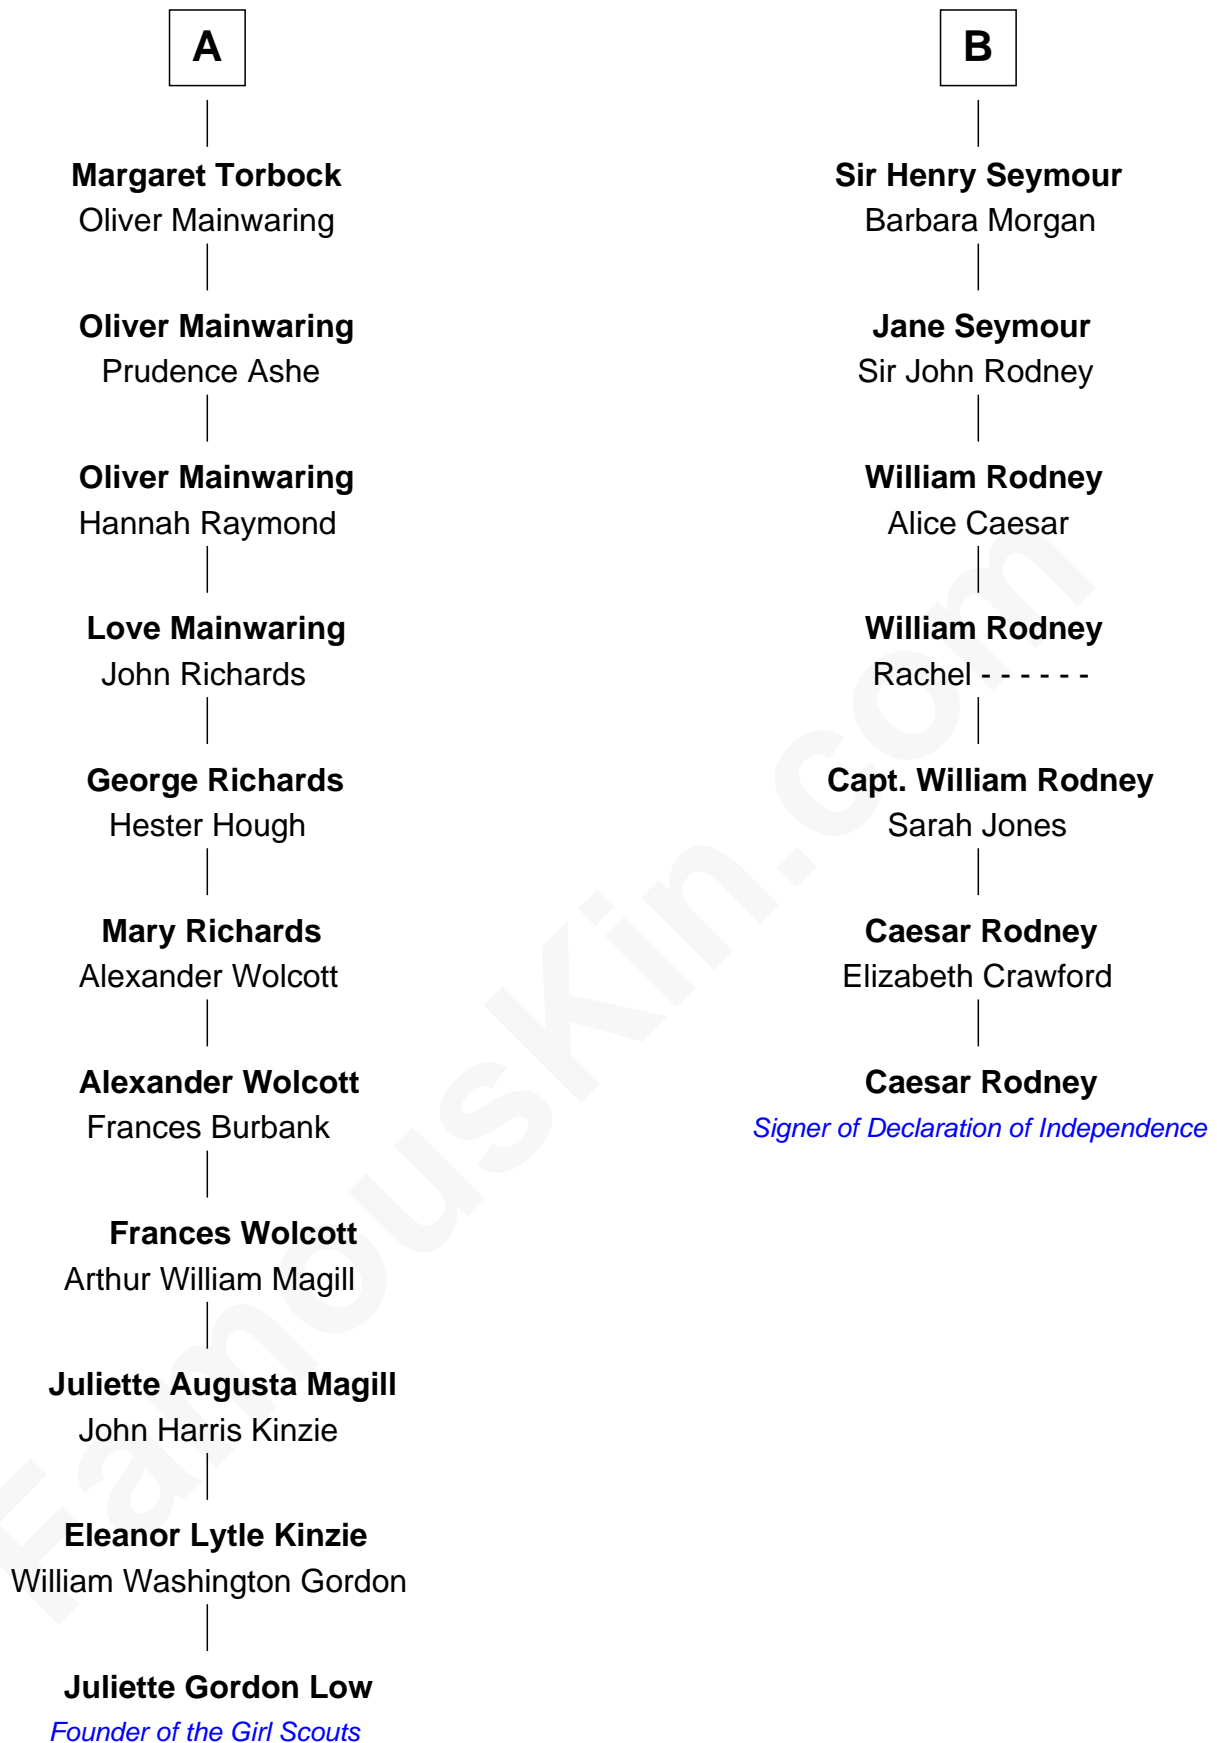 A
Margaret Torbock
Oliver Mainwaring
Oliver Mainwaring
Prudence Ashe
Oliver Mainwaring
Hannah Raymond
Love Mainwaring
John Richards
George Richards
Hester Hough
Mary Richards
Alexander Wolcott
Alexander Wolcott
Frances Burbank
Frances Wolcott
Arthur William Magill
Juliette Augusta Magill
John Harris Kinzie
Eleanor Lytle Kinzie
William Washington Gordon
Juliette Gordon Low
Founder of the Girl Scouts
B
Sir Henry Seymour
Barbara Morgan
Jane Seymour
Sir John Rodney
William Rodney
Alice Caesar
William Rodney
Rachel - - - - - -
Capt. William Rodney
Sarah Jones
Caesar Rodney
Elizabeth Crawford
Caesar Rodney
Signer of Declaration of Independence
FamousKin.com